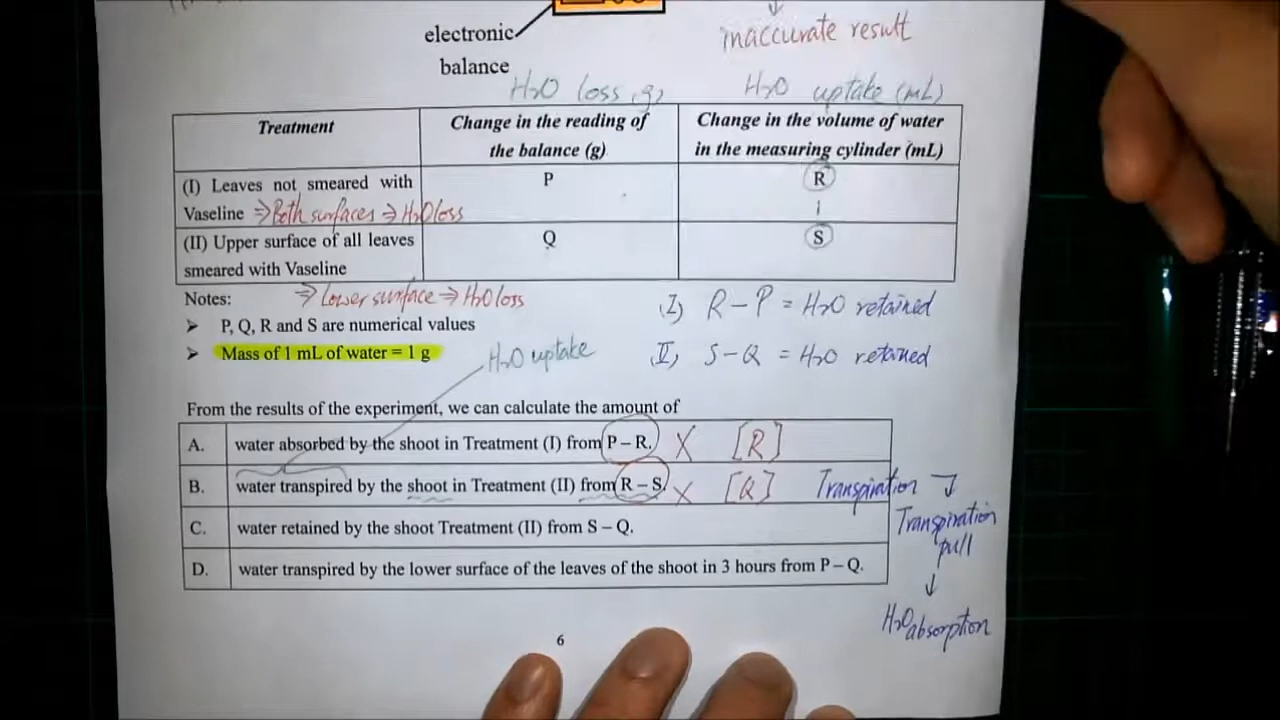 electronic
balance
inaccurate result
H₂O loss (g)
H₂O uptake (mL)
Treatment
Change in the reading of
the balance (g)
Change in the volume of water
in the measuring cylinder (mL)
(I) Leaves not smeared with
Vaseline ⇒ Both surfaces ⇒ H₂O loss
P
R
(II) Upper surface of all leaves
smeared with Vaseline
Q
S
⇒ Lower surface ⇒ H₂O loss
Notes:
➢ P, Q, R and S are numerical values
➢ Mass of 1 mL of water = 1 g
H₂O uptake
I) R – P = H₂O retained
II) S – Q = H₂O retained
From the results of the experiment, we can calculate the amount of
A. water absorbed by the shoot in Treatment (I) from P – R. X [R]
B. water transpired by the shoot in Treatment (II) from R – S. X [Q]
C. water retained by the shoot Treatment (II) from S – Q.
D. water transpired by the lower surface of the leaves of the shoot in 3 hours from P – Q.
Transpiration
Transpiration
pull
↓
H₂O absorption
6